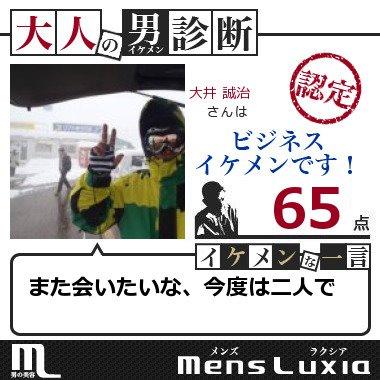 大人の男診断
イケメン
認定
大井 誠治
さんは
ビジネス
イケメンです！
65点
イケメンな一言
また会いたいな、今度は二人で
m
男の美容
メンズ ラクシア
Mens Luxia